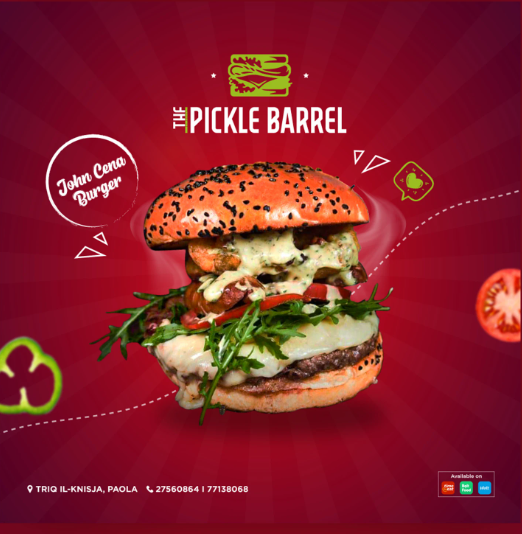 THE PICKLE BARREL
John Cena
Burger
TRIQ IL-KNISJA, PAOLA 27560864 I 77138068
Available on